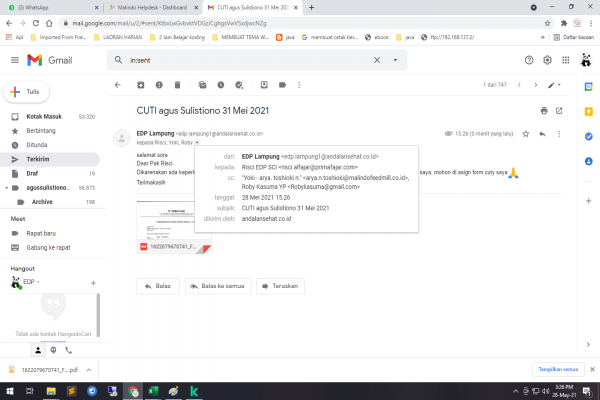 (3) WhatsApp
Malindo Helpdesk - Dashboard
CUTI agus Sulistiono 31 Mei 202
mail.google.com/mail/u/2/#sent/
Apl
Imported From Fire...
LAORAN HARIAN
2 Jam Belajar koding
MEMBUAT TEMA W...
java
membuat cetak bes...
ebook
java
ftp://192.168.137.2/
Daftar bacaan
Gmail
in:sent
Tulis
1 dari 747
Kotak Masuk 53.320
Berbintang
Ditunda
Terkirim
Draf 3
agussulistiono... 56.873
Archive 198
Meet
Rapat baru
Gabung ke rapat
Hangout
EDP
Tidak ada kontak Hangouts
Cari
CUTI agus Sulistiono 31 Mei 2021
EDP Lampung <edp.lampung1@andalansehat.co.id>
15.26 (0 menit yang lalu)
kepada Risci, Yoki, Roby
selamat sore
Dear Pak Risci
Dikarenakan ada keperl
saya, mohon di asign form cuty saya
Terimakasih
dari: EDP Lampung <edp.lampung1@andalansehat.co.id>
kepada: Risci EDP SCI <risci.alfajar@primafajar.com>
cc: "Yoki - arya. toshioki n." <arya.n.toshioki@malindofeedmill.co.id>,
Roby Kasuma YP <Robykasuma@gmail.com>
tanggal: 28 Mei 2021 15.26
subjek: CUTI agus Sulistiono 31 Mei 2021
dikirim oleh: andalansehat.co.id
1622079670741_F...
Balas
Balas ke semua
Teruskan
1622079670741_F....pdf
Tampilkan semua
3:26 PM
28-May-21